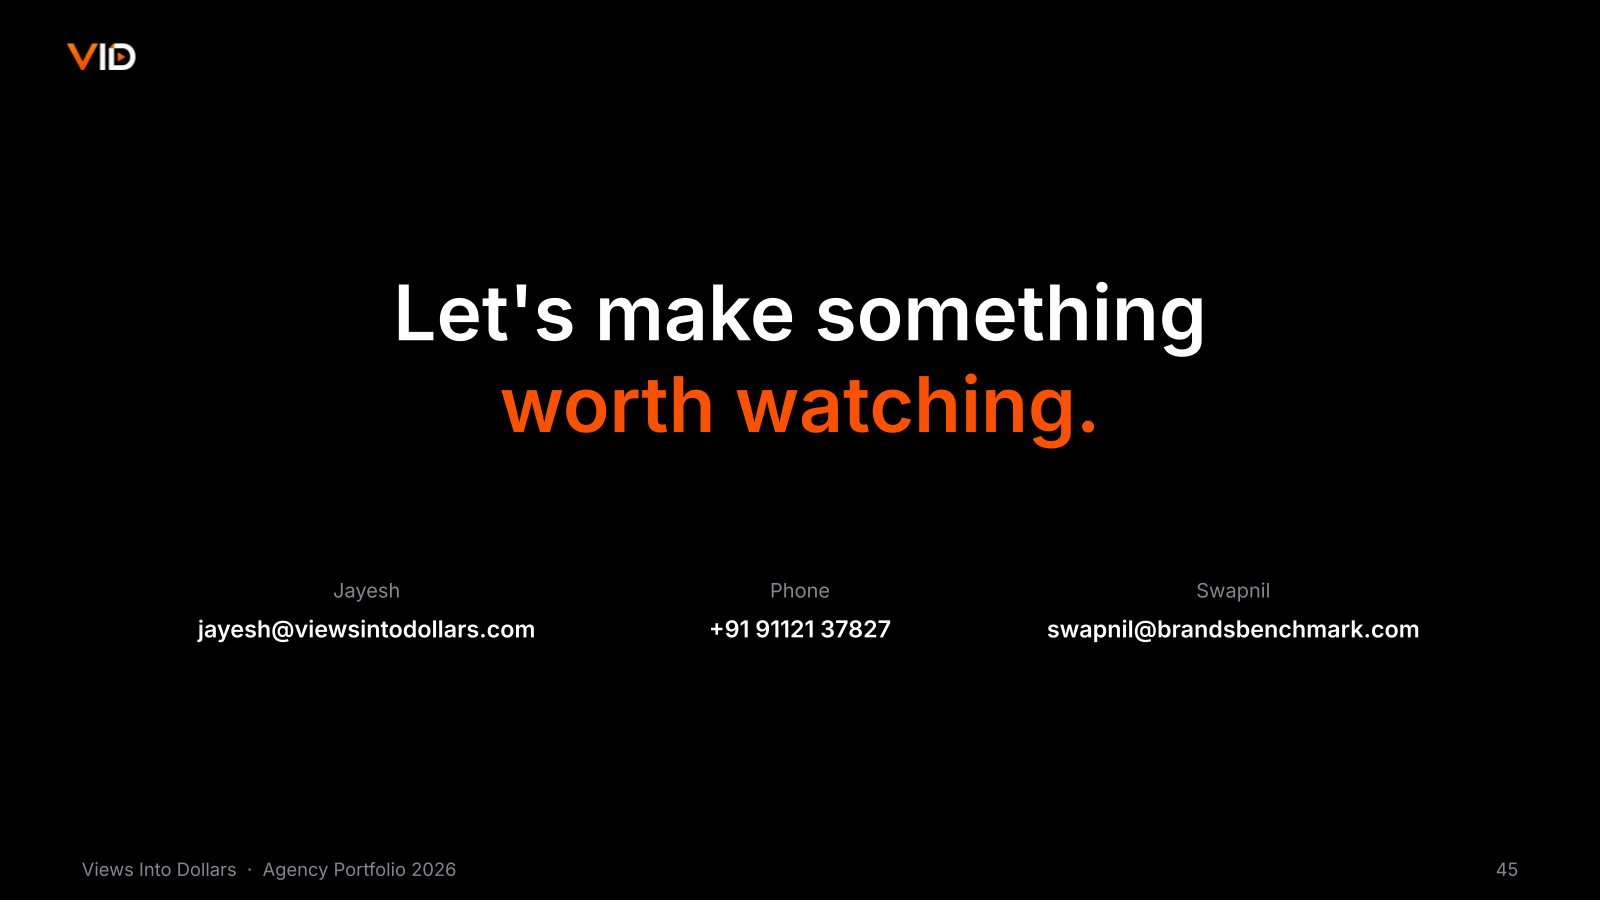 VID
Let's make something
worth watching.
Jayesh
jayesh@viewsintodollars.com
Phone
+91 91121 37827
Swapnil
swapnil@brandsbenchmark.com
Views Into Dollars · Agency Portfolio 2026
45